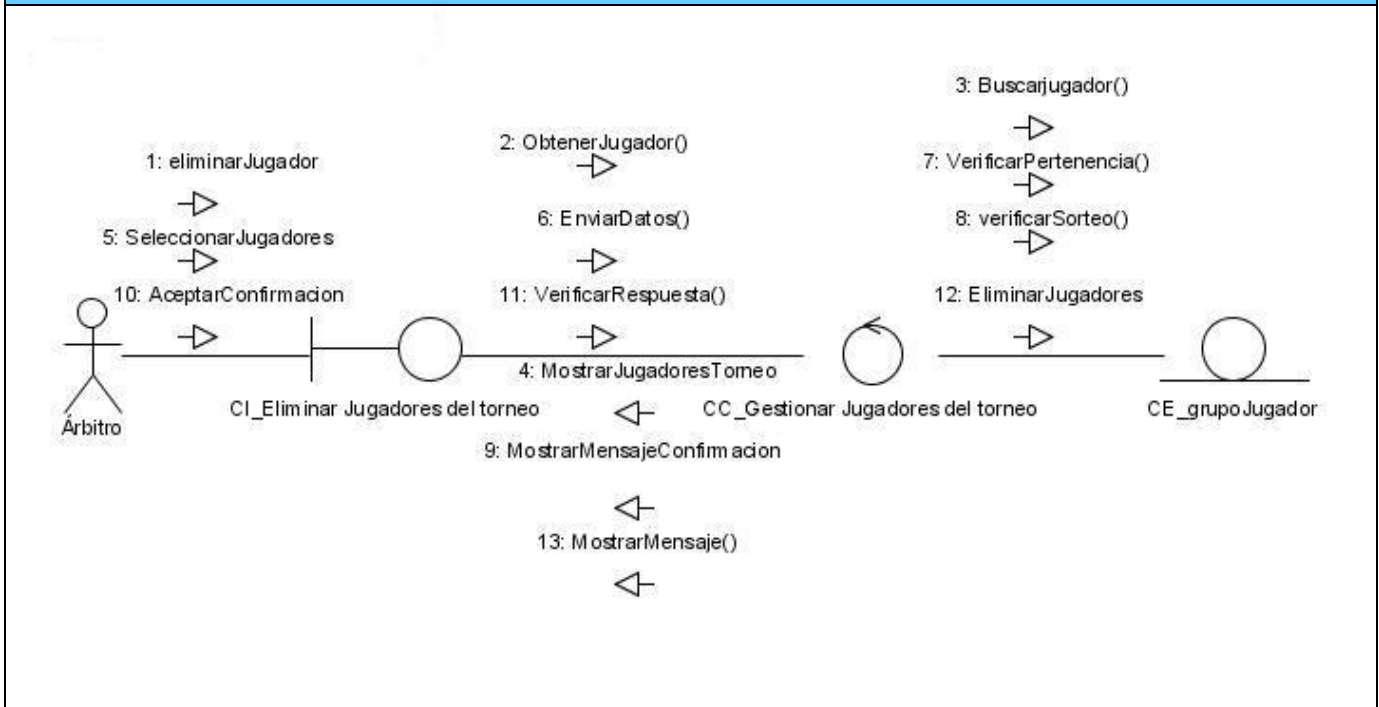 3: Buscarjugador()
2: ObtenerJugador()
1: eliminarJugador
7: VerificarPertenencia()
6: EnviarDatos()
8: verificarSorteo()
5: SeleccionarJugadores
10: AceptarConfirmacion
11: VerificarRespuesta()
12: EliminarJugadores
4: MostrarJugadoresTorneo
CI_Eliminar Jugadores del torneo
CC_Gestionar Jugadores del torneo
CE_grupoJugador
Árbitro
9: MostrarMensajeConfirmacion
13: MostrarMensaje()